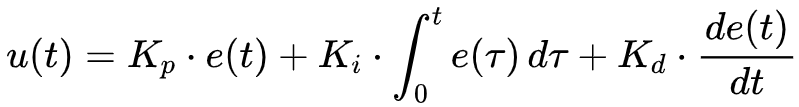 u(t) = K_p · e(t) + K_i · ∫_0^t e(τ) dτ + K_d · de(t)/dt